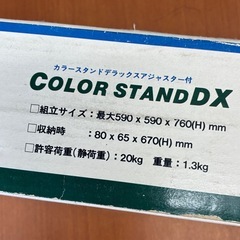 カラースタンドデラックスアジャスター付
COLOR STAND DX
■組立サイズ：最大590 x 590 x 760(H) mm
■収納時　　：80 x 65 x 670(H) mm
■許容荷重(静荷重)：20kg　重量：1.3kg